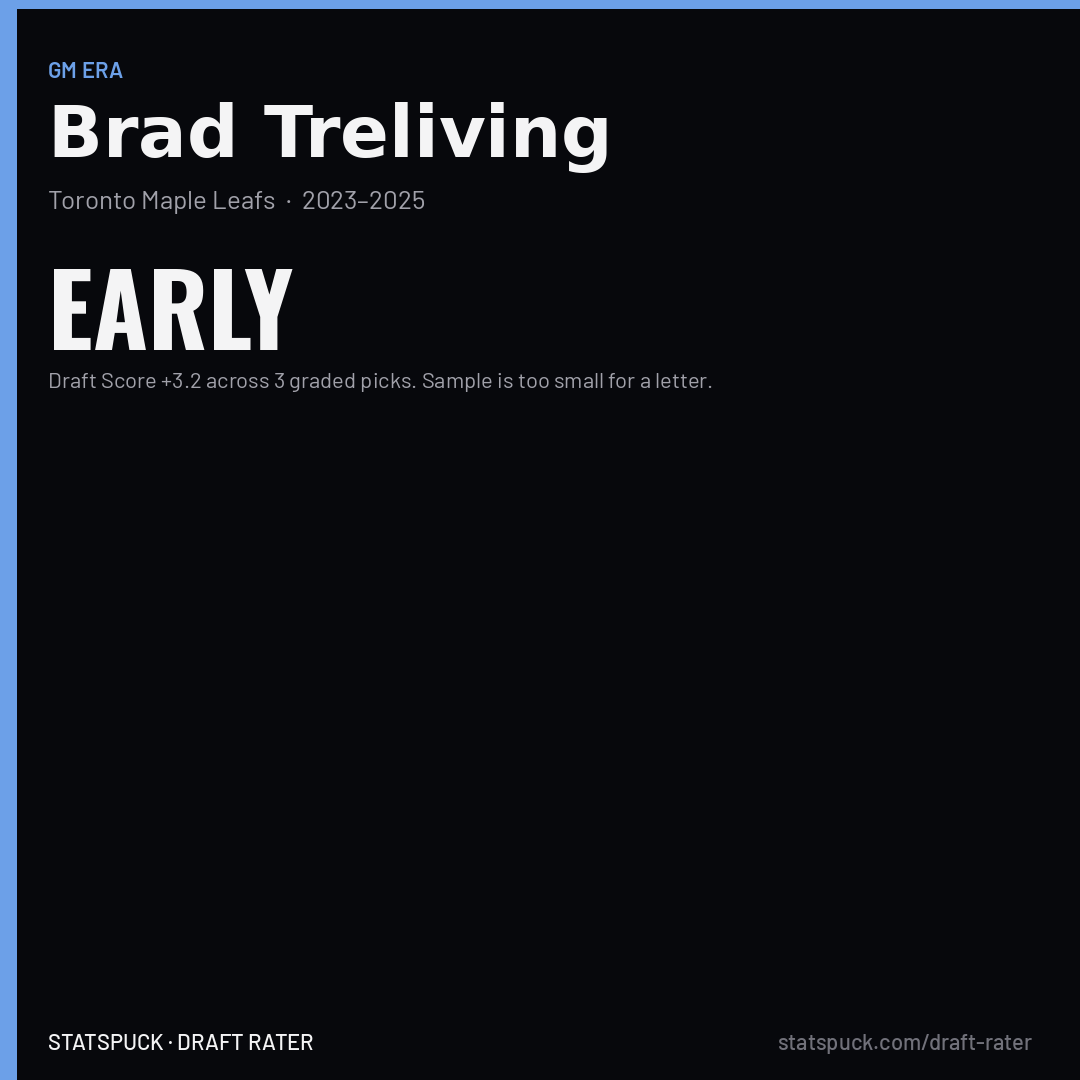 GM ERA
Brad Treliving
Toronto Maple Leafs · 2023–2025
EARLY
Draft Score +3.2 across 3 graded picks. Sample is too small for a letter.
STATSPUCK · DRAFT RATER
statspuck.com/draft-rater